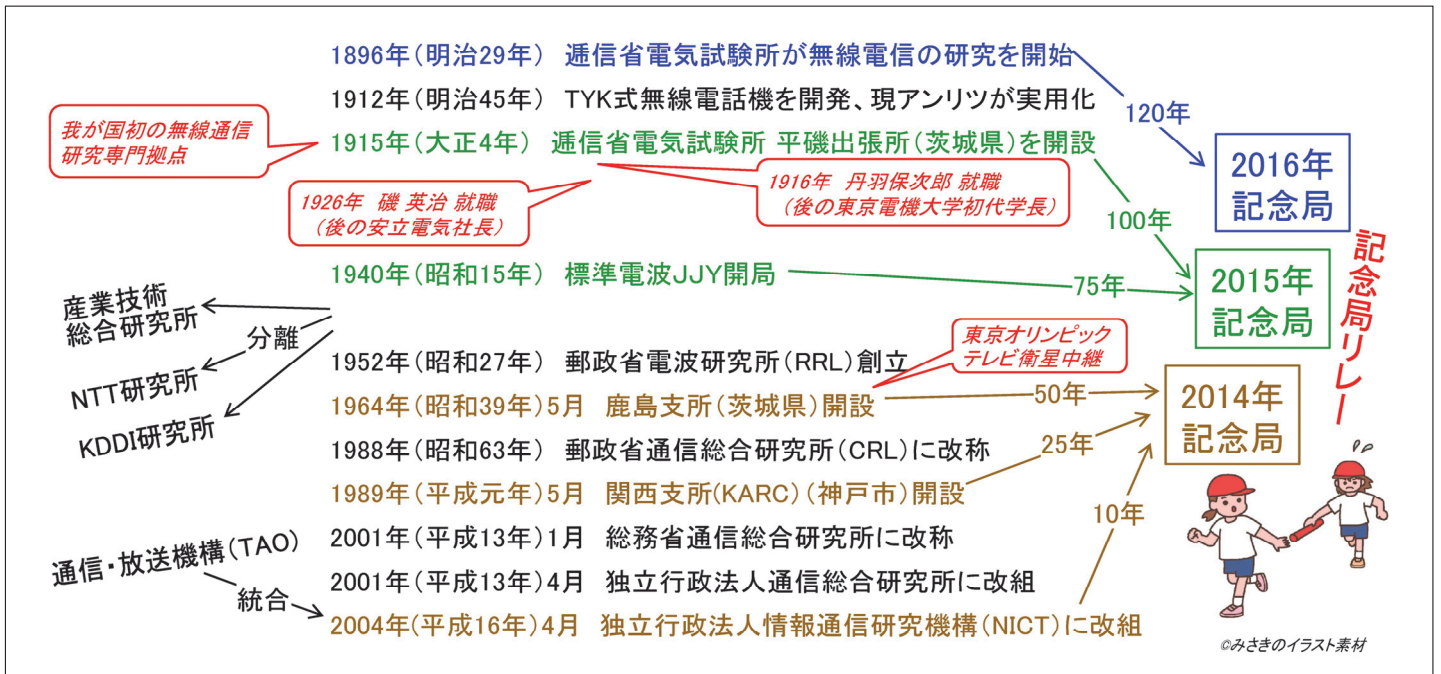 1896年(明治29年) 逓信省電気試験所が無線電信の研究を開始
1912年(明治45年) TYK式無線電話機を開発、現アンリツが実用化
120年
我が国初の無線通信
研究専門拠点
1915年(大正4年) 逓信省電気試験所 平磯出張所(茨城県)を開設
2016年
記念局
1926年 磯 英治 就職
(後の安立電気社長)
1916年 丹羽保次郎 就職
(後の東京電機大学初代学長)
100年
1940年(昭和15年) 標準電波JJY開局
75年
2015年
記念局
記念局リレー
産業技術
総合研究所
分離
NTT研究所
KDDI研究所
東京オリンピック
テレビ衛星中継
1952年(昭和27年) 郵政省電波研究所(RRL)創立
1964年(昭和39年)5月 鹿島支所(茨城県)開設
50年
2014年
記念局
1988年(昭和63年) 郵政省通信総合研究所(CRL)に改称
25年
1989年(平成元年)5月 関西支所(KARC)(神戸市)開設
10年
2001年(平成13年)1月 総務省通信総合研究所に改称
通信・放送機構(TAO)
2001年(平成13年)4月 独立行政法人通信総合研究所に改組
統合
2004年(平成16年)4月 独立行政法人情報通信研究機構(NICT)に改組
©みさきのイラスト素材